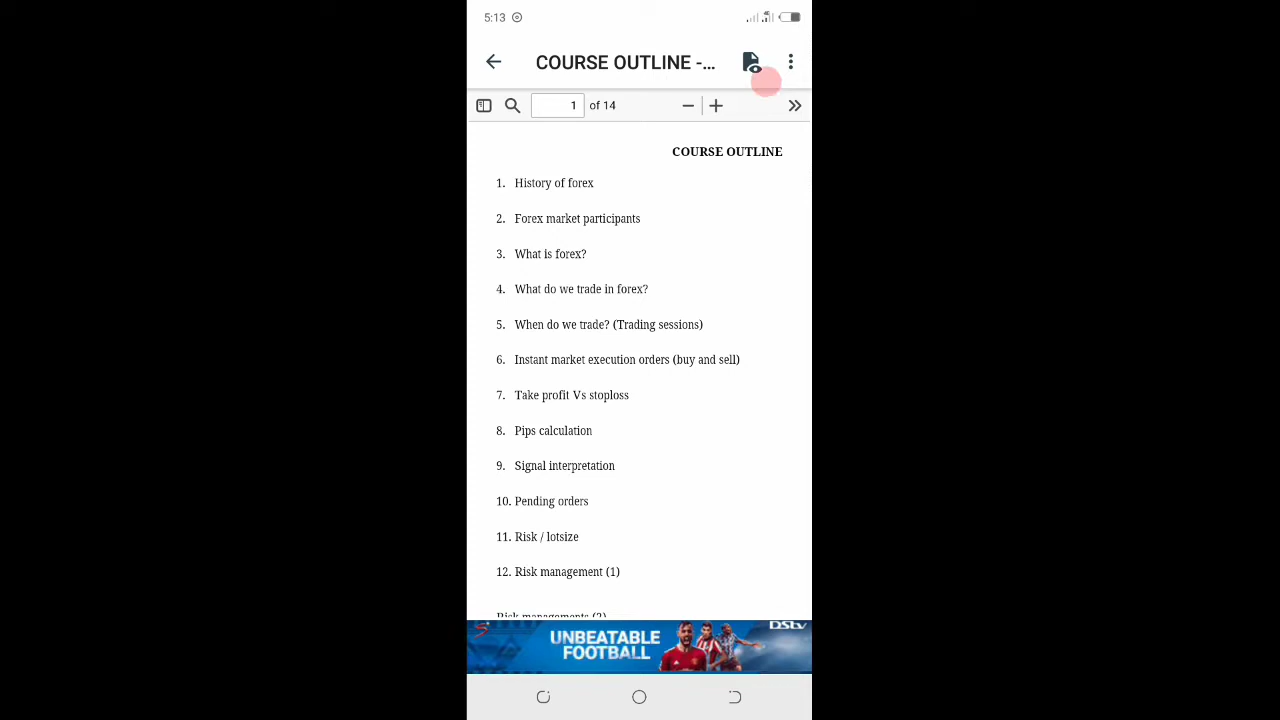 5:13
COURSE OUTLINE -...
1 of 14
COURSE OUTLINE
1. History of forex
2. Forex market participants
3. What is forex?
4. What do we trade in forex?
5. When do we trade? (Trading sessions)
6. Instant market execution orders (buy and sell)
7. Take profit Vs stoploss
8. Pips calculation
9. Signal interpretation
10. Pending orders
11. Risk / lotsize
12. Risk management (1)
Risk managements (2)
UNBEATABLE
FOOTBALL
DStv